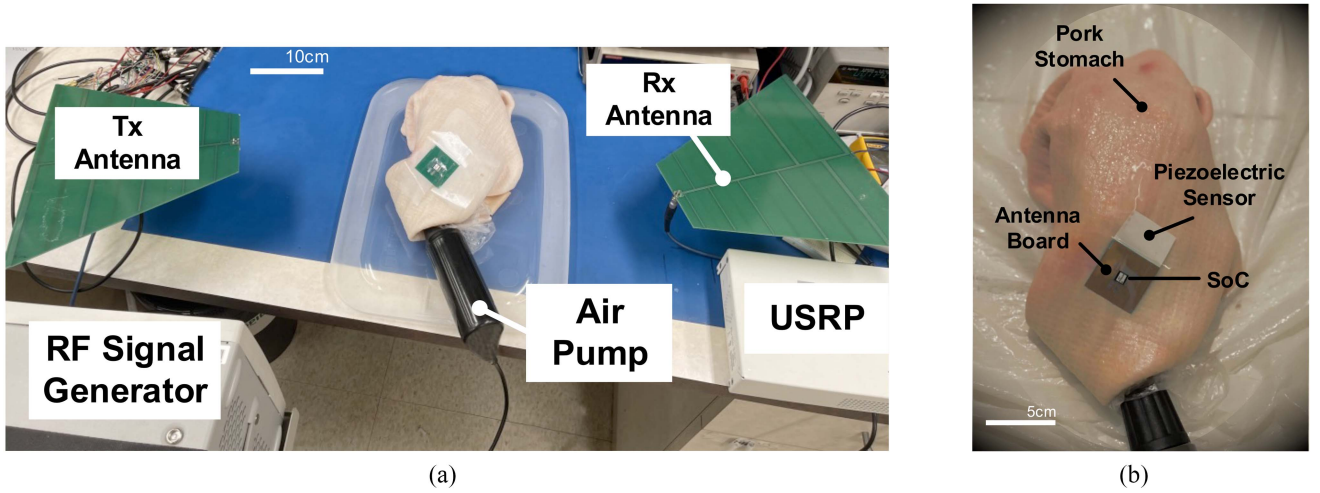 10cm
Tx
Antenna
Rx
Antenna
RF Signal
Generator
Air
Pump
USRP
(a)
Pork
Stomach
Piezoelectric
Sensor
Antenna
Board
SoC
5cm
(b)